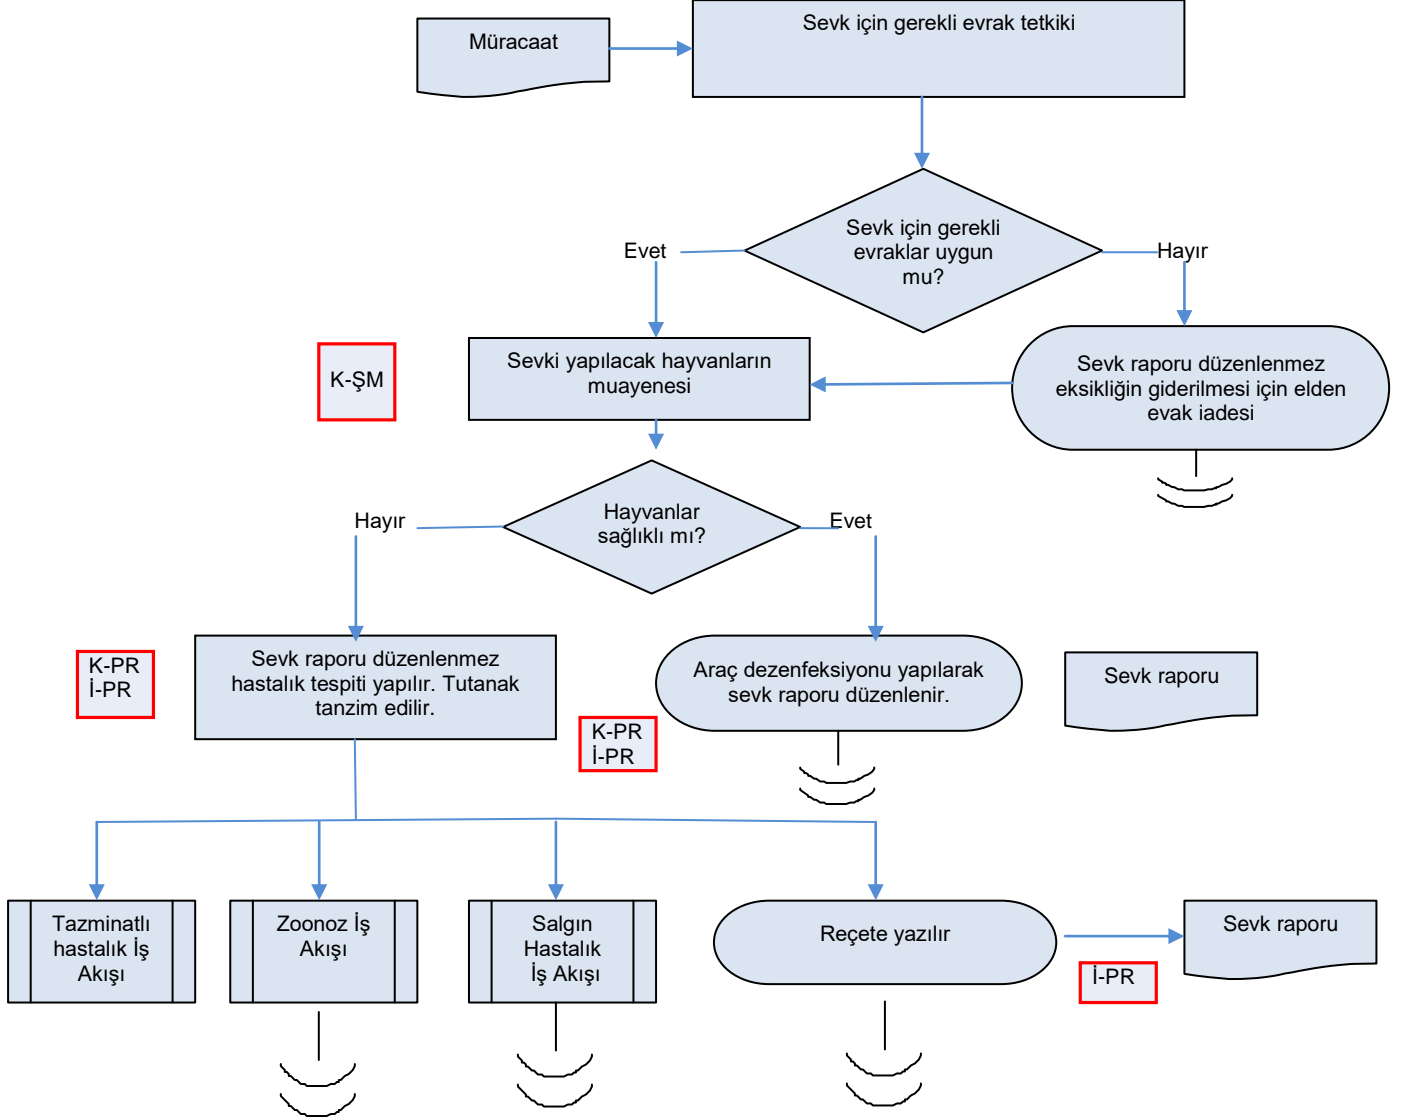 Müracaat
Sevk için gerekli evrak tetkiki
Sevk için gerekli
evraklar uygun
mu?
Evet
Hayır
K-ŞM
Sevki yapılacak hayvanların
muayenesi
Sevk raporu düzenlenmez
eksikliğin giderilmesi için elden
evak iadesi
Hayvanlar
sağlıklı mı?
Hayır
Evet
K-PR
İ-PR
Sevk raporu düzenlenmez
hastalık tespiti yapılır. Tutanak
tanzim edilir.
K-PR
İ-PR
Araç dezenfeksiyonu yapılarak
sevk raporu düzenlenir.
Sevk raporu
Tazminatlı
hastalık İş
Akışı
Zoonoz İş
Akışı
Salgın
Hastalık
İş Akışı
Reçete yazılır
İ-PR
Sevk raporu